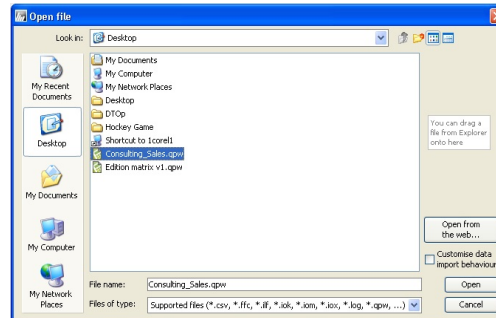 Open file
Look in:
Desktop
My Recent
Documents
Desktop
My Documents
My Computer
My Network
Places
My Documents
My Computer
My Network Places
Desktop
DTOp
Hockey Game
Shortcut to 1corel1
Consulting_Sales.qpw
Edition matrix v1.qpw
You can drag a
file from Explorer
onto here
Open from
the web...
Customise data
import behaviour
File name:
Consulting_Sales.qpw
Open
Files of type:
Supported files (*.csv, *.ffc, *.if, *.iok, *.iom, *.iox, *.log, *.qpw, ...)
Cancel